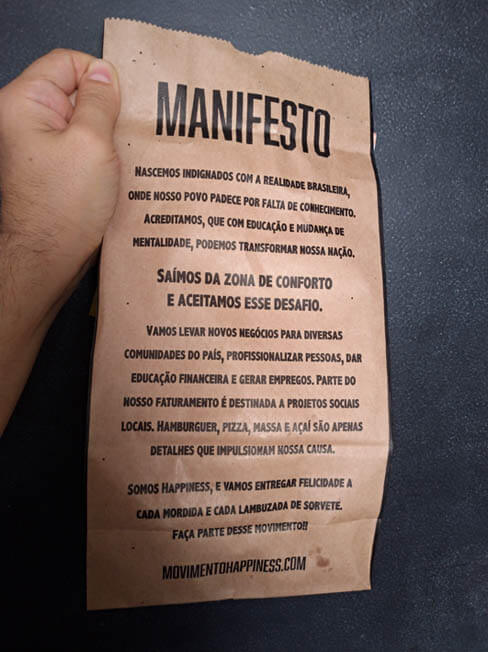 MANIFESTO
NASCEMOS INDIGNADOS COM A REALIDADE BRASILEIRA,
ONDE NOSSO POVO PADECE POR FALTA DE CONHECIMENTO.
ACREDITAMOS, QUE COM EDUCAÇÃO E MUDANÇA DE
MENTALIDADE, PODEMOS TRANSFORMAR NOSSA NAÇÃO.
SAÍMOS DA ZONA DE CONFORTO
E ACEITAMOS ESSE DESAFIO.
VAMOS LEVAR NOVOS NEGÓCIOS PARA DIVERSAS
COMUNIDADES DO PAÍS, PROFISSIONALIZAR PESSOAS, DAR
EDUCAÇÃO FINANCEIRA E GERAR EMPREGOS. PARTE DO
NOSSO FATURAMENTO É DESTINADA A PROJETOS SOCIAIS
LOCAIS. HAMBURGUER, PIZZA, MASSA E AÇAÍ SÃO APENAS
DETALHES QUE IMPULSIONAM NOSSA CAUSA.
SOMOS HAPPINESS, E VAMOS ENTREGAR FELICIDADE A
CADA MORDIDA E CADA LAMBUZADA DE SORVETE.
FAÇA PARTE DESSE MOVIMENTO!!
MOVIMENTOHAPPINESS.COM